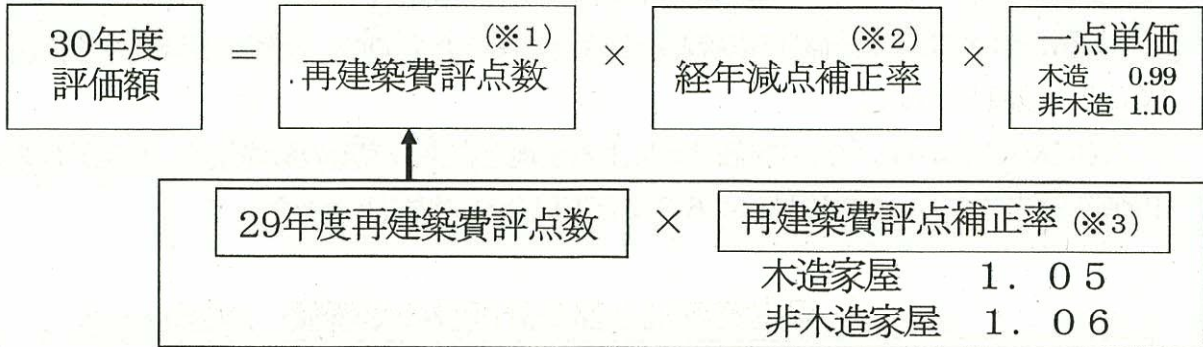 30年度
評価額
=
(※1)
再建築費評点数
×
(※2)
経年減点補正率
×
一点単価
木造 0.99
非木造 1.10
29年度再建築費評点数 × 再建築費評点補正率 (※3)
木造家屋 1.05
非木造家屋 1.06